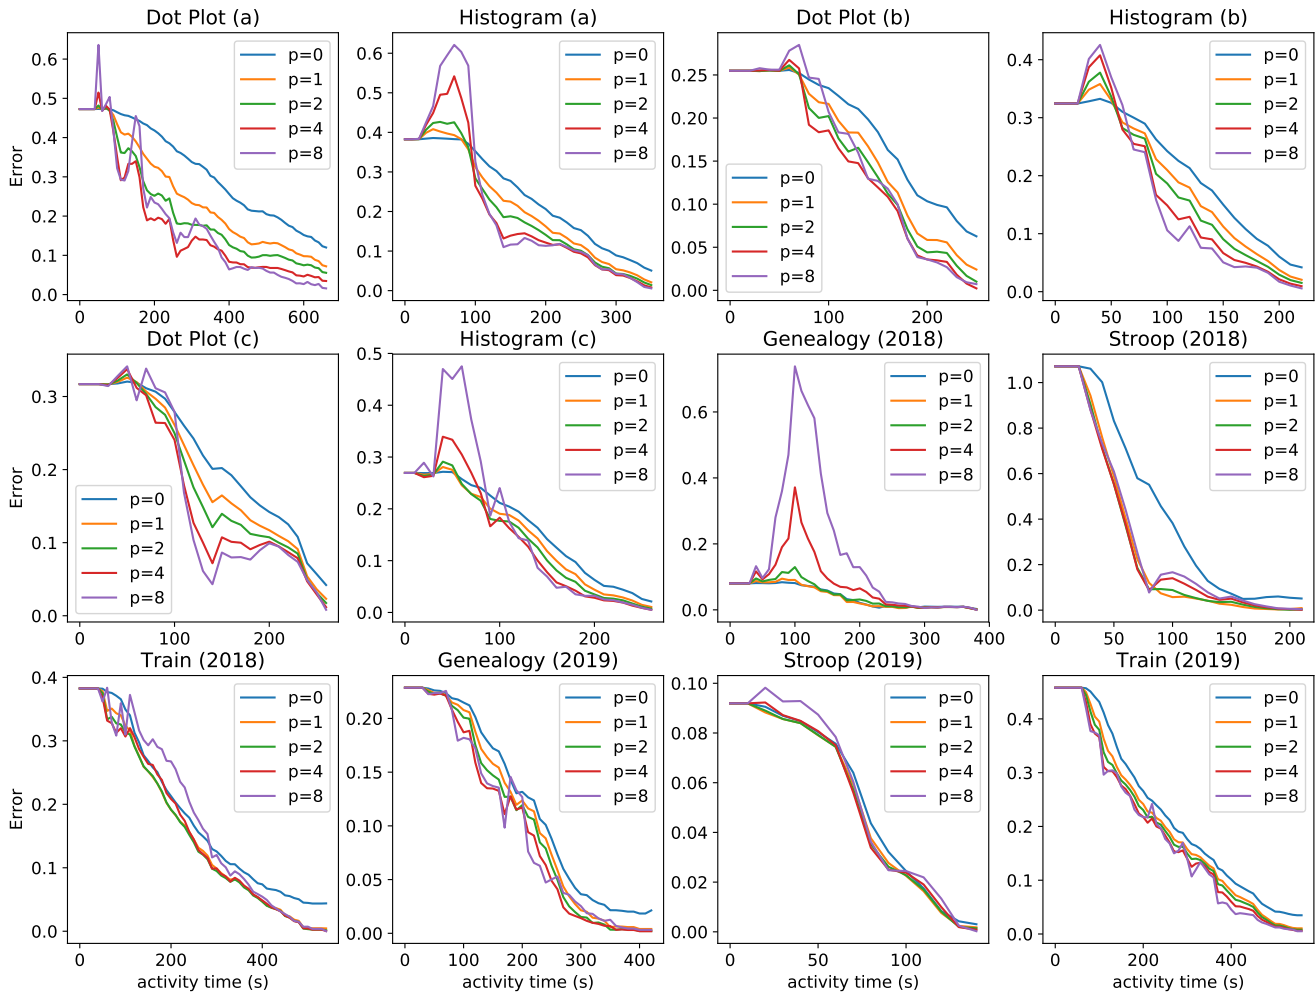 Dot Plot (a)
Error
0.6
0.5
0.4
0.3
0.2
0.1
0.0
0
200
400
600
p=0
p=1
p=2
p=4
p=8
Histogram (a)
0.6
0.5
0.4
0.3
0.2
0.1
0.0
0
100
200
300
p=0
p=1
p=2
p=4
p=8
Dot Plot (b)
0.25
0.20
0.15
0.10
0.05
0.00
0
100
200
p=0
p=1
p=2
p=4
p=8
Histogram (b)
0.4
0.3
0.2
0.1
0.0
0
50
100
150
200
p=0
p=1
p=2
p=4
p=8
Dot Plot (c)
Error
0.3
0.2
0.1
0.0
0
100
200
p=0
p=1
p=2
p=4
p=8
Histogram (c)
0.5
0.4
0.3
0.2
0.1
0.0
0
100
200
p=0
p=1
p=2
p=4
p=8
Genealogy (2018)
0.6
0.4
0.2
0.0
0
100
200
300
400
p=0
p=1
p=2
p=4
p=8
Stroop (2018)
1.0
0.8
0.6
0.4
0.2
0.0
0
50
100
150
200
p=0
p=1
p=2
p=4
p=8
Train (2018)
Error
0.4
0.3
0.2
0.1
0.0
0
200
400
activity time (s)
p=0
p=1
p=2
p=4
p=8
Genealogy (2019)
0.20
0.15
0.10
0.05
0.00
0
100
200
300
400
activity time (s)
p=0
p=1
p=2
p=4
p=8
Stroop (2019)
0.10
0.08
0.06
0.04
0.02
0.00
0
50
100
activity time (s)
p=0
p=1
p=2
p=4
p=8
Train (2019)
0.4
0.3
0.2
0.1
0.0
0
200
400
activity time (s)
p=0
p=1
p=2
p=4
p=8